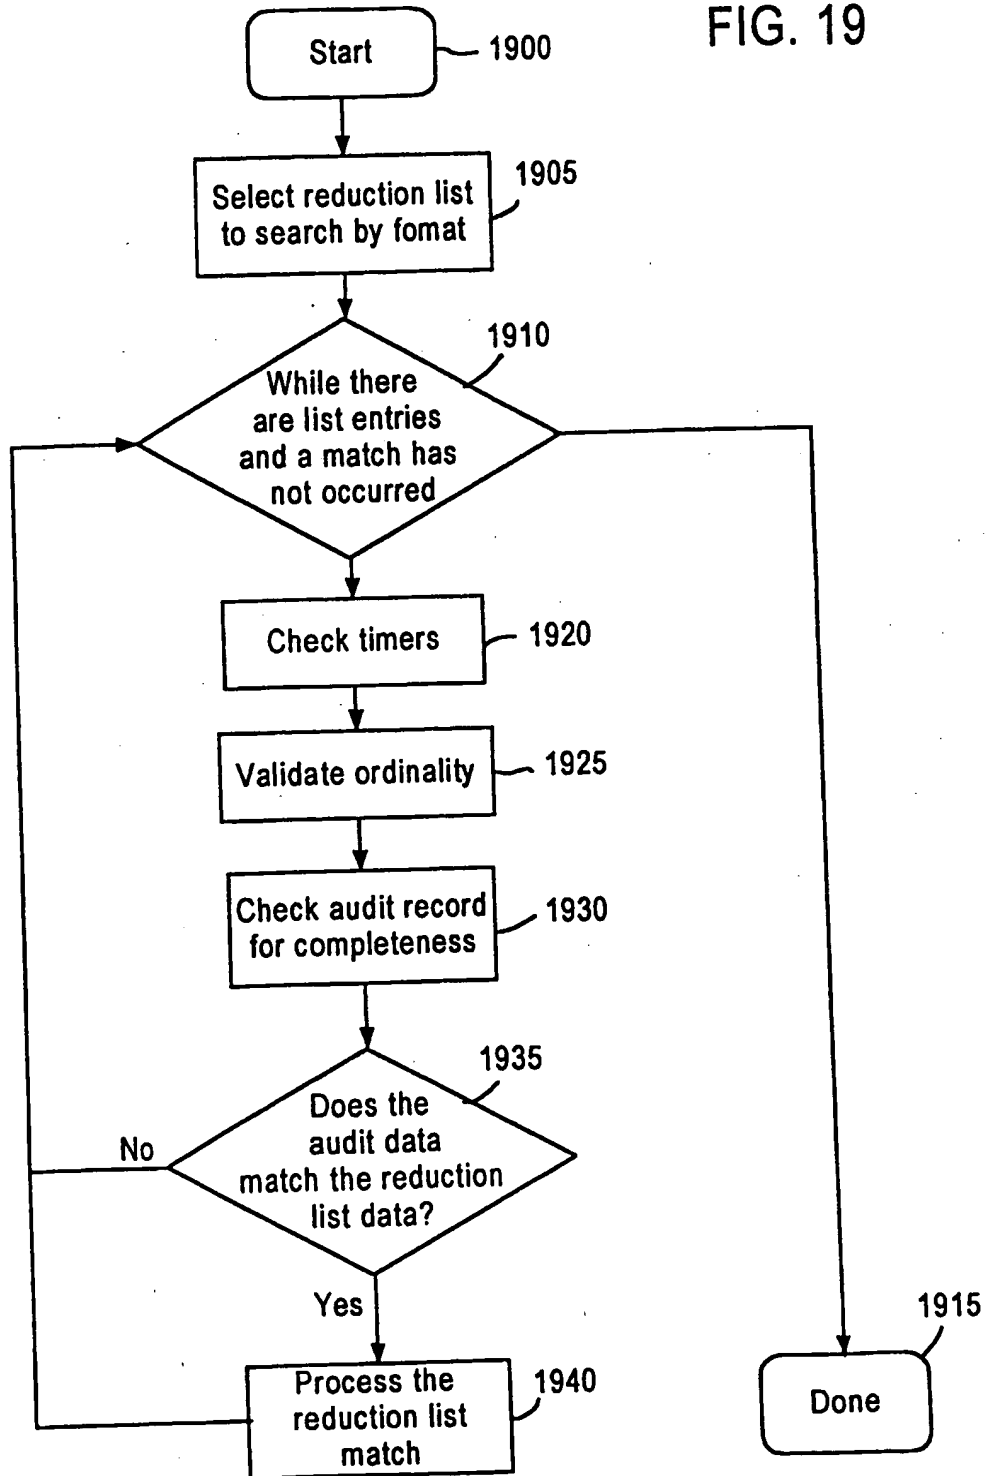 FIG. 19
Start
1900
Select reduction list
to search by fomat
1905
While there
are list entries
and a match has
not occurred
1910
Check timers
1920
Validate ordinality
1925
Check audit record
for completeness
1930
Does the
audit data
match the reduction
list data?
1935
No
Yes
Process the
reduction list
match
1940
Done
1915